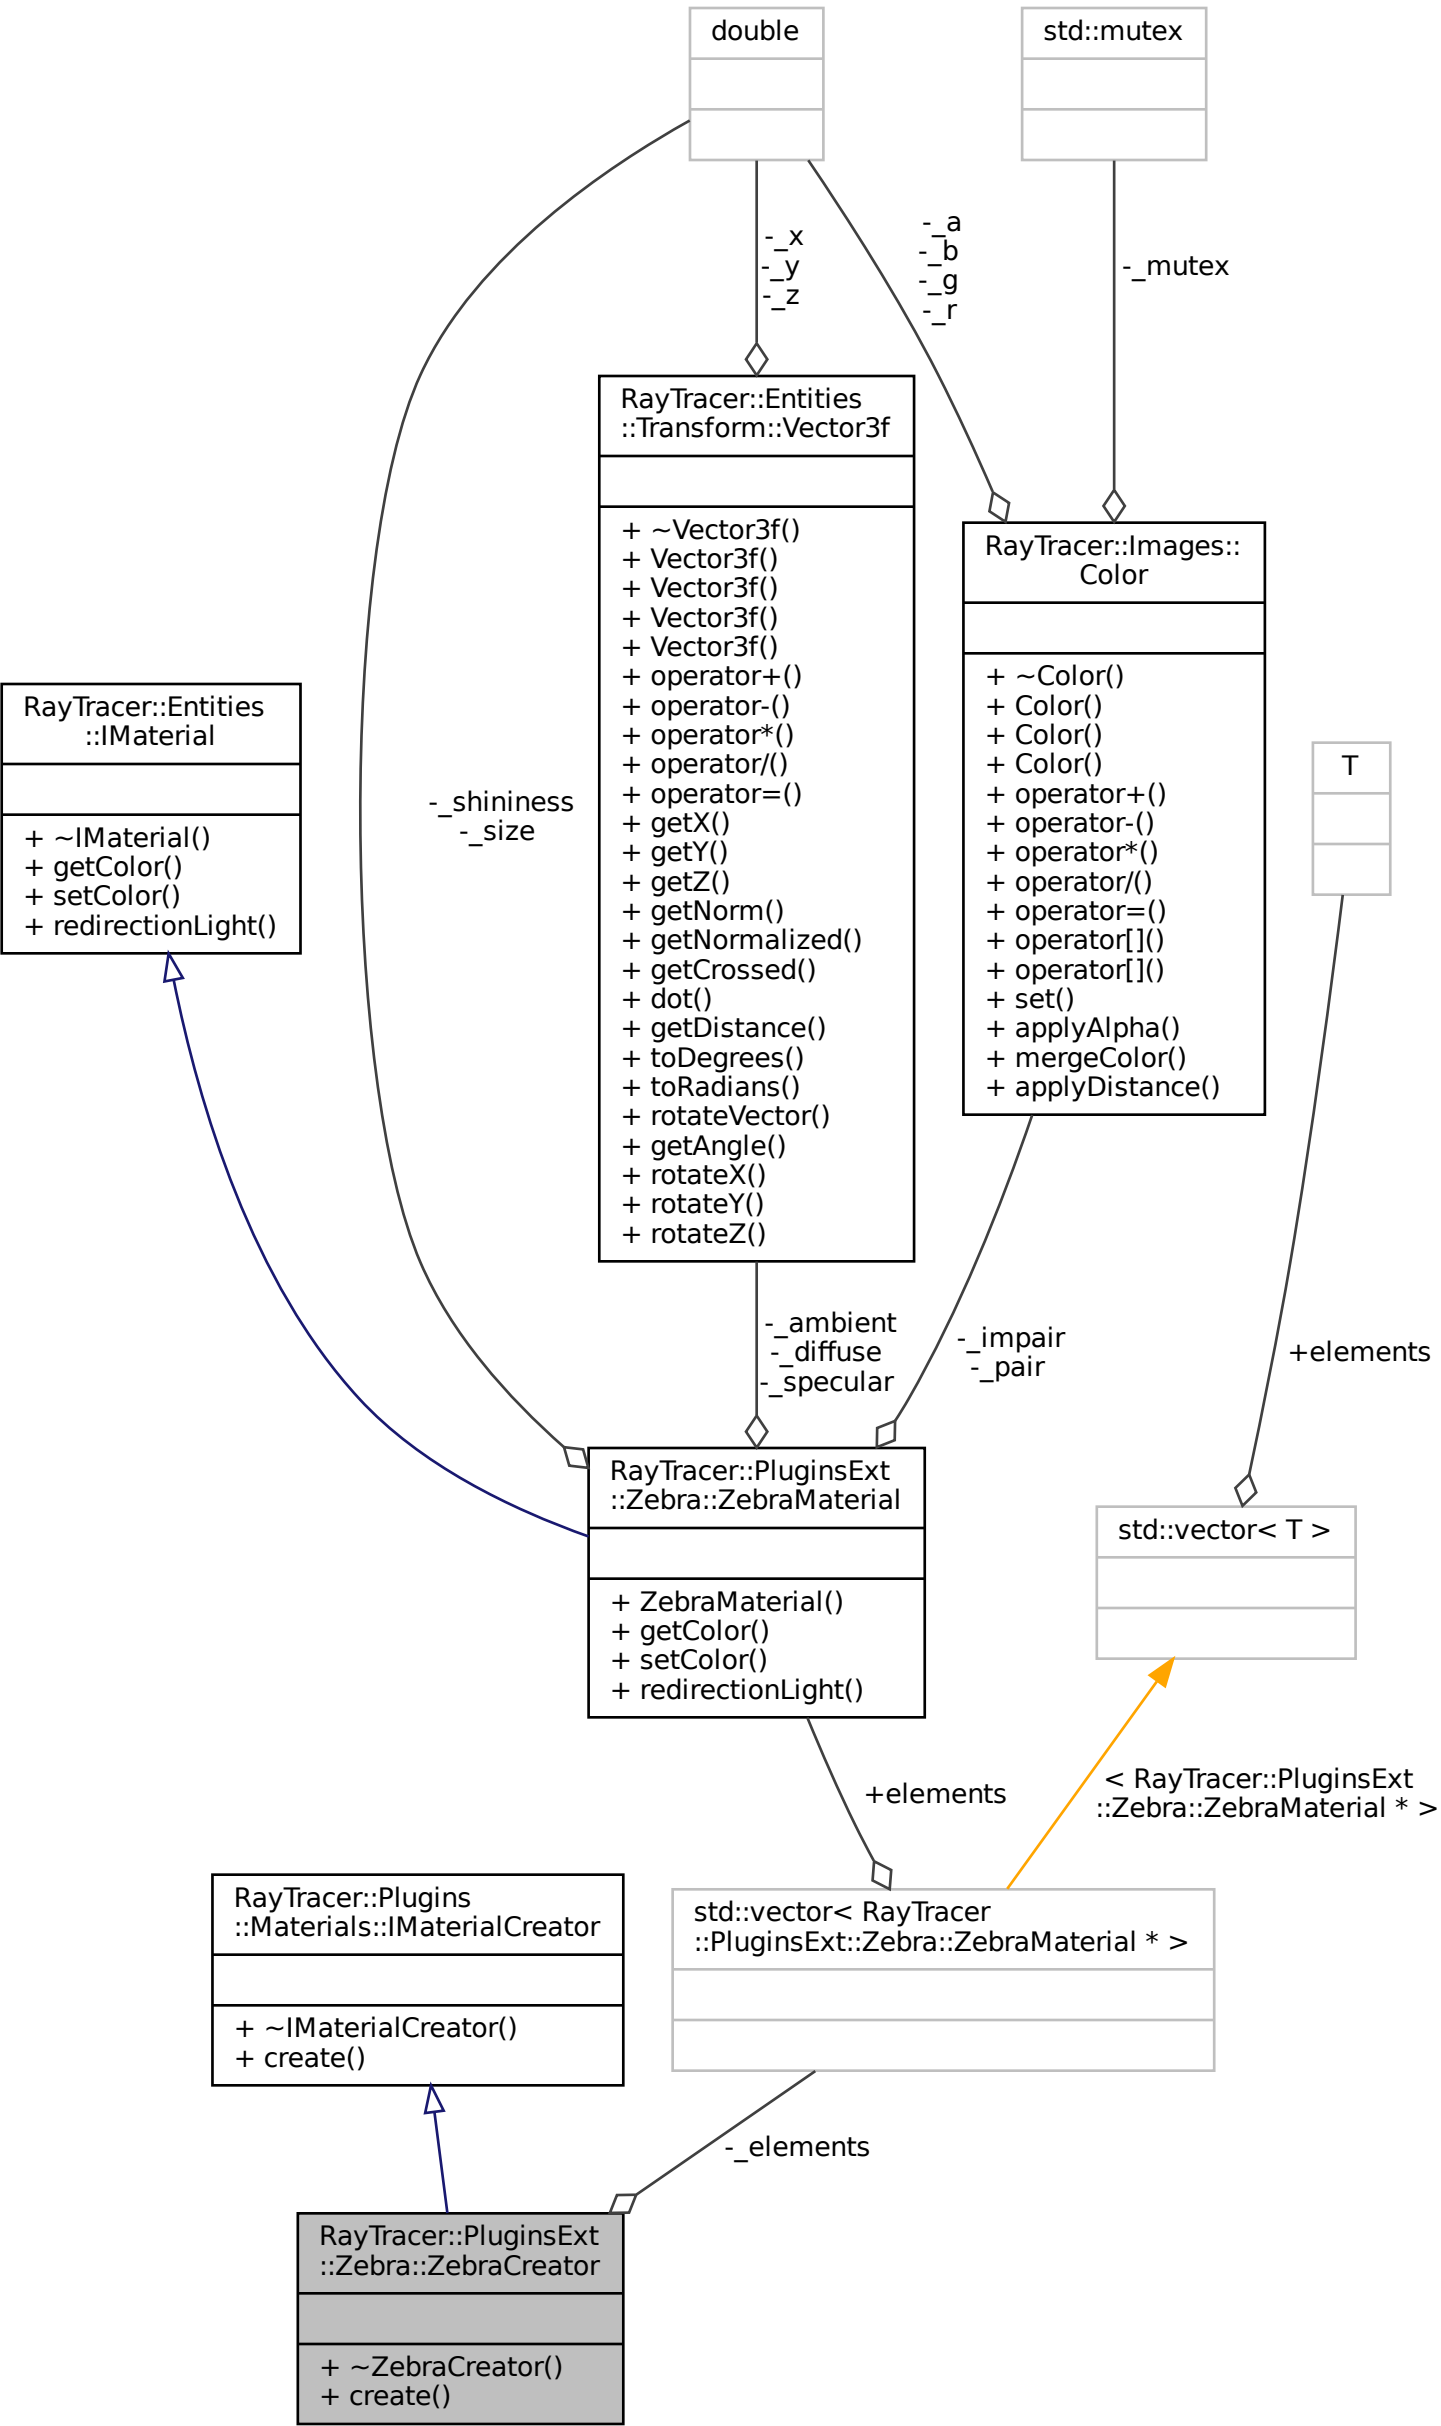 double
std::mutex
-_x
-_y
-_z
-_a
-_b
-_g
-_r
-_mutex
RayTracer::Entities
::Transform::Vector3f
+ ~Vector3f()
+ Vector3f()
+ Vector3f()
+ Vector3f()
+ Vector3f()
+ operator+()
+ operator-()
+ operator*()
+ operator/()
+ operator=()
+ getX()
+ getY()
+ getZ()
+ getNorm()
+ getNormalized()
+ getCrossed()
+ dot()
+ getDistance()
+ toDegrees()
+ toRadians()
+ rotateVector()
+ getAngle()
+ rotateX()
+ rotateY()
+ rotateZ()
RayTracer::Images::
Color
+ ~Color()
+ Color()
+ Color()
+ Color()
+ operator+()
+ operator-()
+ operator*()
+ operator/()
+ operator=()
+ operator[]()
+ operator[]()
+ set()
+ applyAlpha()
+ mergeColor()
+ applyDistance()
RayTracer::Entities
::IMaterial
+ ~IMaterial()
+ getColor()
+ setColor()
+ redirectionLight()
-_shininess
-_size
T
-_ambient
-_diffuse
-_specular
-_impair
-_pair
+elements
RayTracer::PluginsExt
::Zebra::ZebraMaterial
+ ZebraMaterial()
+ getColor()
+ setColor()
+ redirectionLight()
std::vector< T >
+elements
< RayTracer::PluginsExt
::Zebra::ZebraMaterial * >
RayTracer::Plugins
::Materials::IMaterialCreator
+ ~IMaterialCreator()
+ create()
std::vector< RayTracer
::PluginsExt::Zebra::ZebraMaterial * >
-_elements
RayTracer::PluginsExt
::Zebra::ZebraCreator
+ ~ZebraCreator()
+ create()